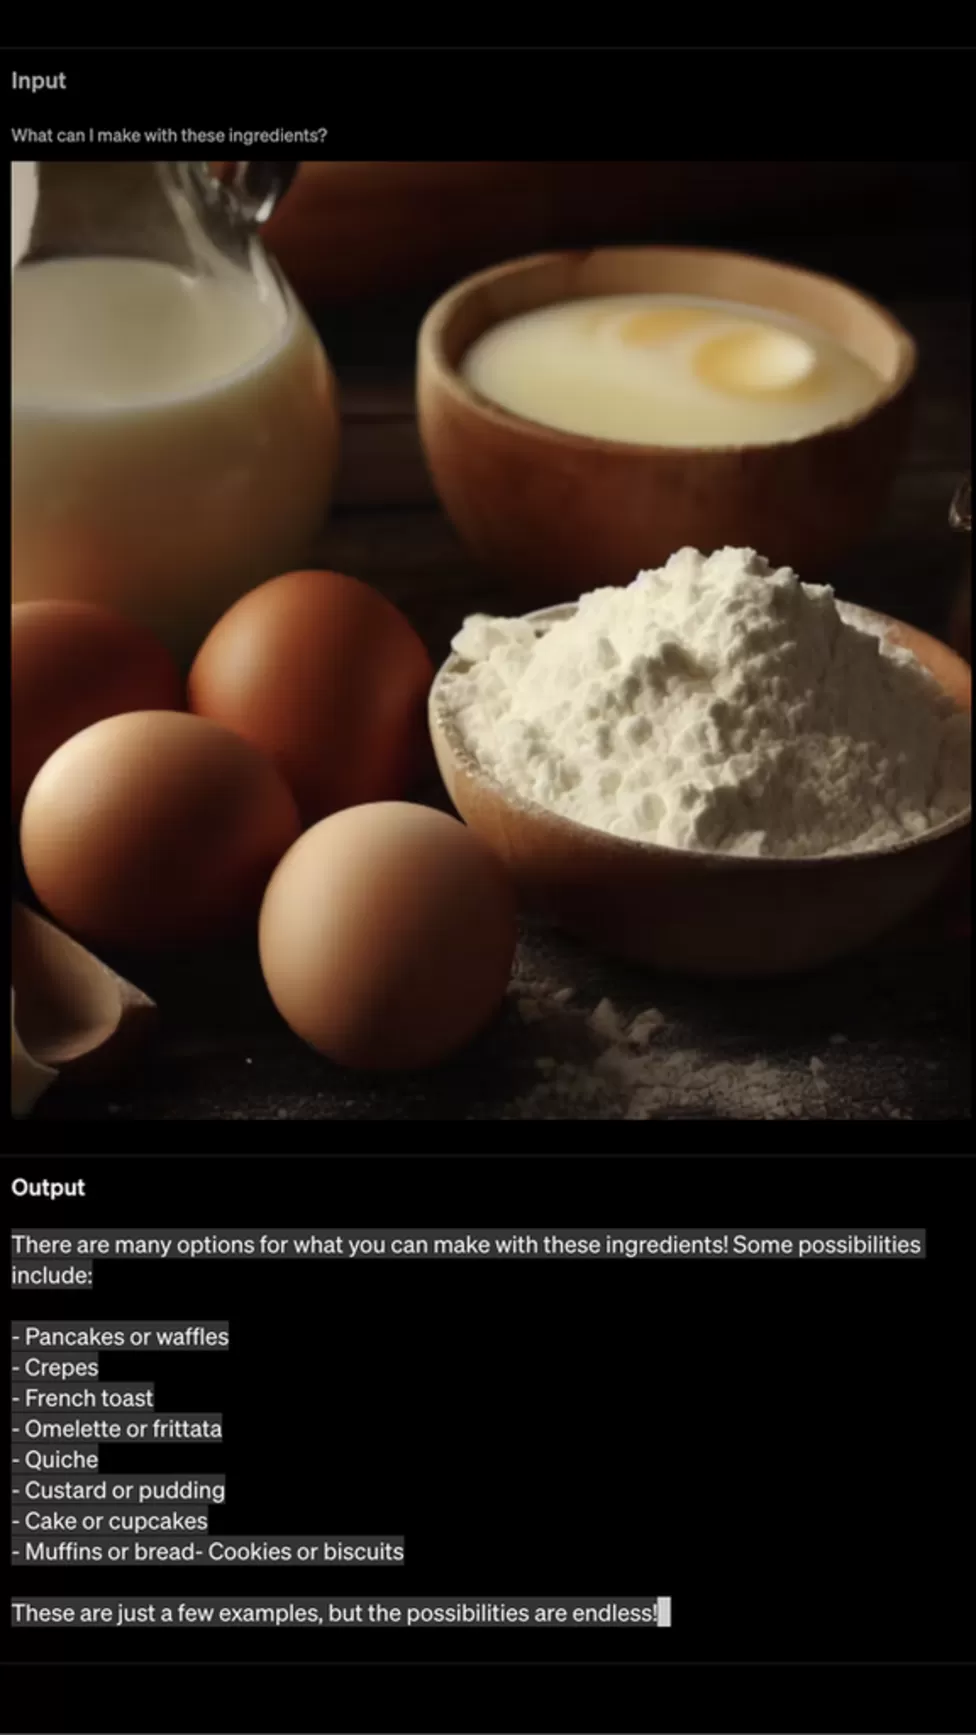 Input
What can I make with these ingredients?
Output
There are many options for what you can make with these ingredients! Some possibilities
include:
- Pancakes or waffles
- Crepes
- French toast
- Omelette or frittata
- Quiche
- Custard or pudding
- Cake or cupcakes
- Muffins or bread- Cookies or biscuits
These are just a few examples, but the possibilities are endless!